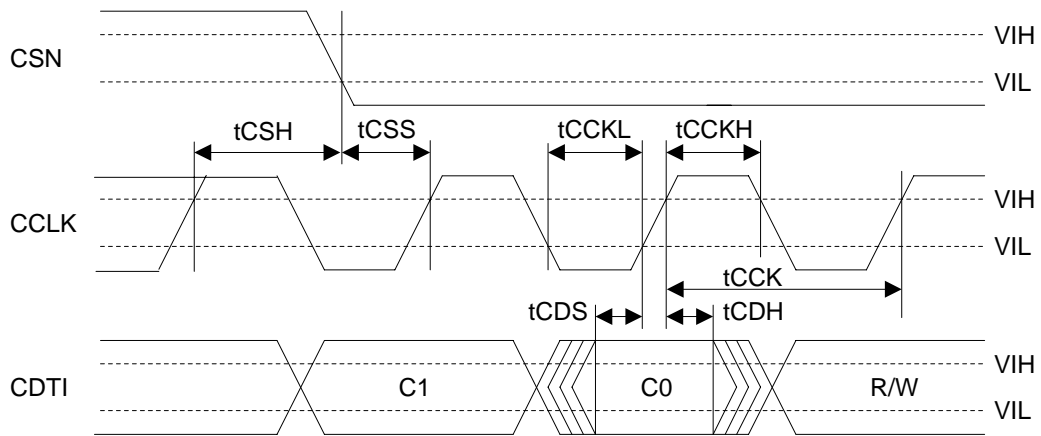 VIH
CSN
VIL
tCSH
tCSS
tCCKL
tCCKH
VIH
CCLK
VIL
tCCK
tCDS
tCDH
VIH
CDTI
C1
C0
R/W
VIL